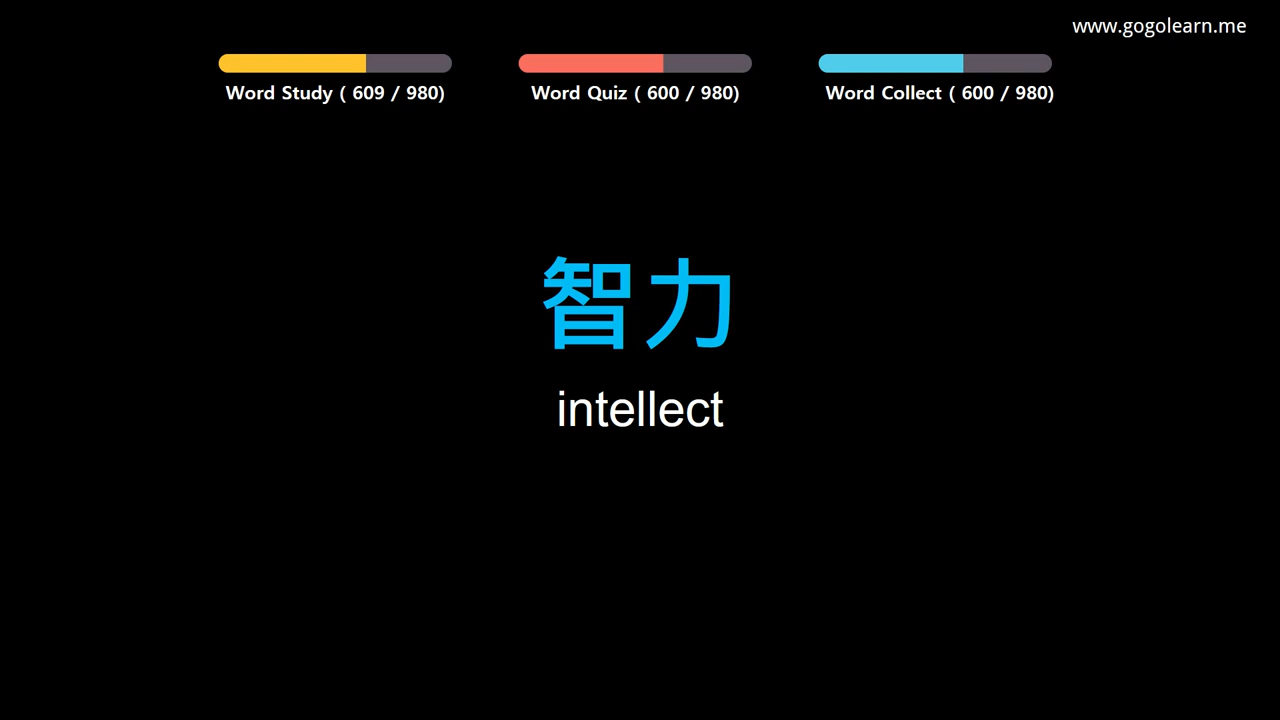 www.gogolearn.me
Word Study ( 609 / 980)
Word Quiz ( 600 / 980)
Word Collect ( 600 / 980)
智力
intellect